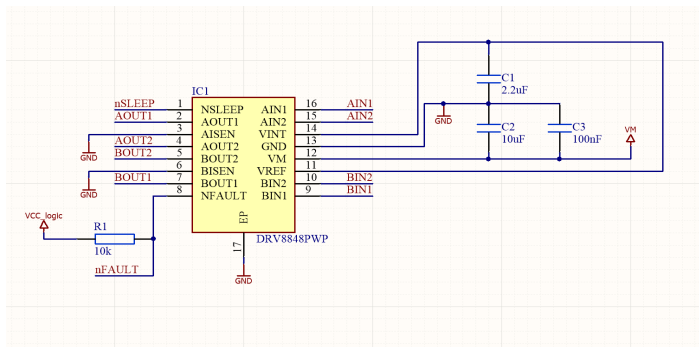 IC1
nSLEEP 1 NSLEEP AIN1 16 AIN1
AOUT1 2 AOUT1 AIN2 15 AIN2
3 AISEN VINT 14
AOUT2 4 AOUT2 GND 13
BOUT2 5 BOUT2 VM 12
6 BISEN VREF 11
BOUT1 7 BOUT1 BIN2 10 BIN2
8 NFAULT BIN1 9 BIN1
EP
17
DRV8848PWP
GND
GND
GND
GND
C1
2.2uF
C2
10uF
C3
100nF
VM
VCC_logic
R1
10k
nFAULT